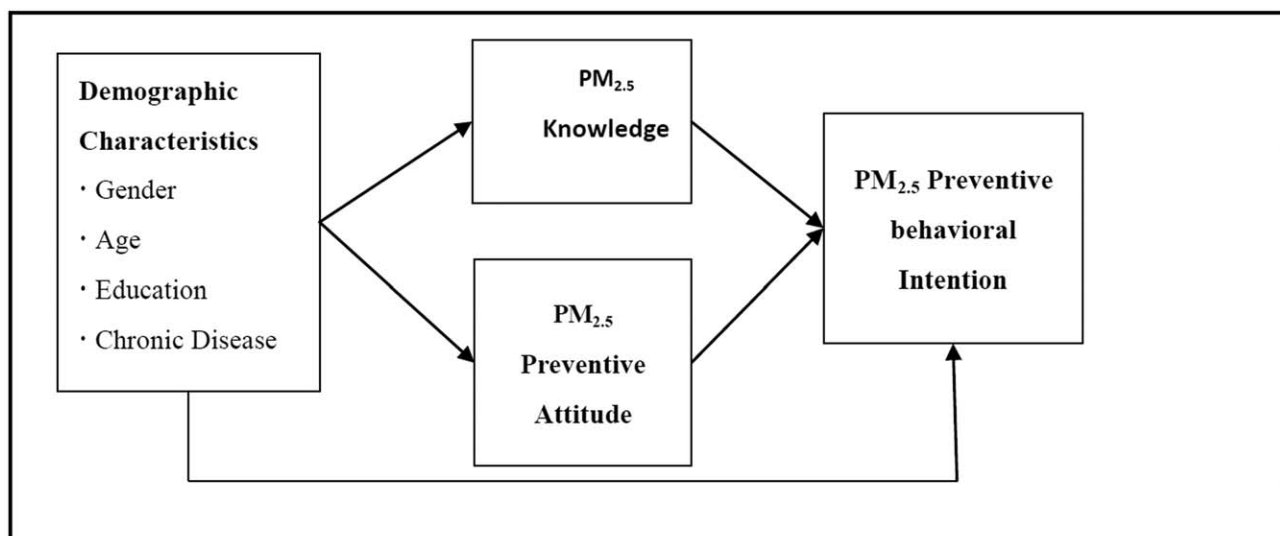 Demographic
Characteristics
· Gender
· Age
· Education
· Chronic Disease
PM2.5
Knowledge
PM2.5
Preventive
Attitude
PM2.5 Preventive
behavioral
Intention